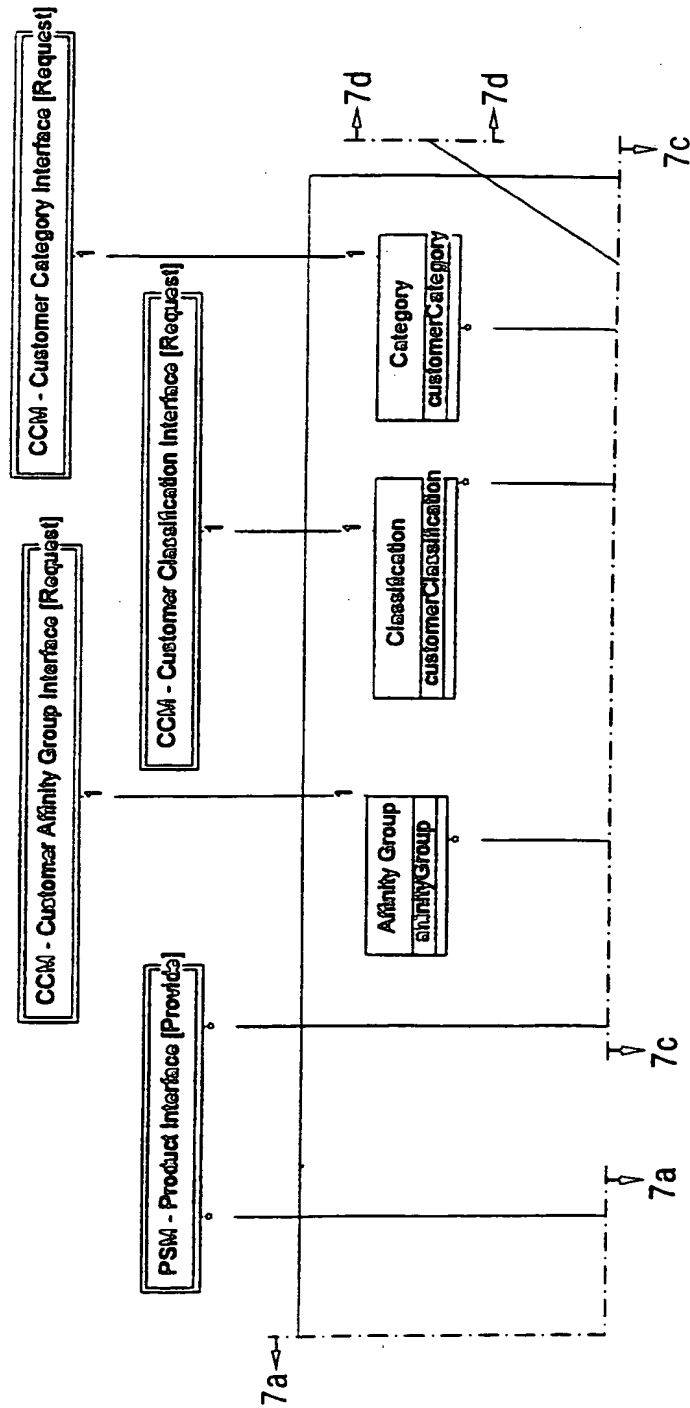 CCM - Customer Affinity Group Interface [Request]
CCM - Customer Category Interface [Request]
PSM - Product Interface [Provide]
CCM - Customer Classification Interface [Request]
1
1
1
1
1
1
Affinity Group
affinityGroup
Classification
customerClassification
Category
customerCategory
7a
7a
7c
7c
7d
7d